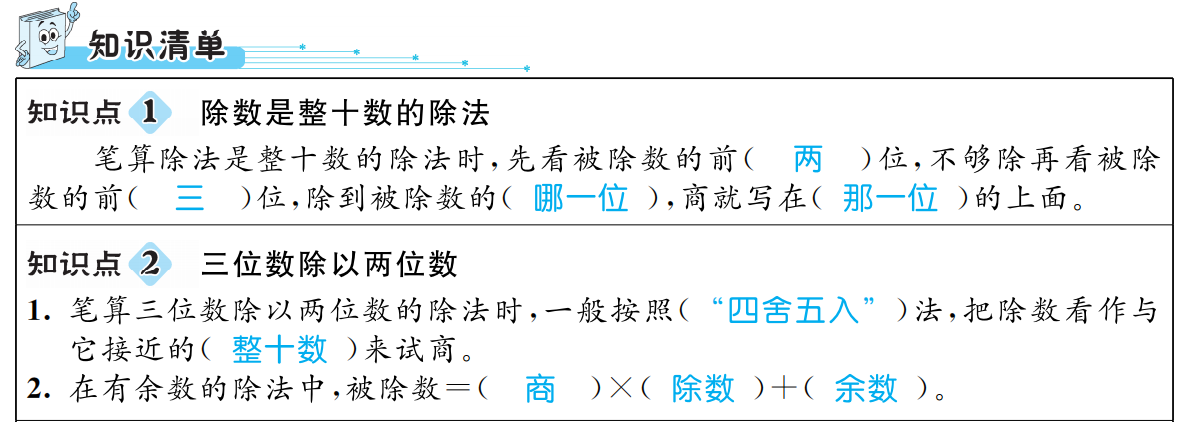 知识清单
知识点 1 除数是整十数的除法
笔算除法是整十数的除法时,先看被除数的前( 两 )位,不够除再看被除
数的前( 三 )位,除到被除数的( 哪一位 ),商就写在( 那一位 )的上面。
知识点 2 三位数除以两位数
1. 笔算三位数除以两位数的除法时,一般按照( “四舍五入” )法,把除数看作与
它接近的( 整十数 )来试商。
2. 在有余数的除法中,被除数=( 商 )×( 除数 )+( 余数 )。